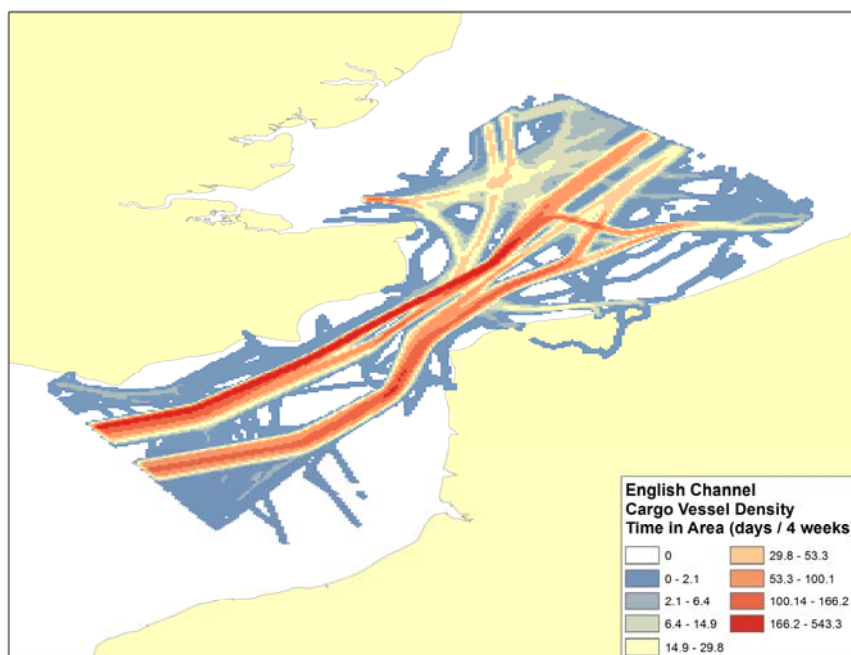 English Channel
Cargo Vessel Density
Time in Area (days / 4 weeks)
0
0 - 2.1
2.1 - 6.4
6.4 - 14.9
14.9 - 29.8
29.8 - 53.3
53.3 - 100.1
100.14 - 166.2
166.2 - 543.3